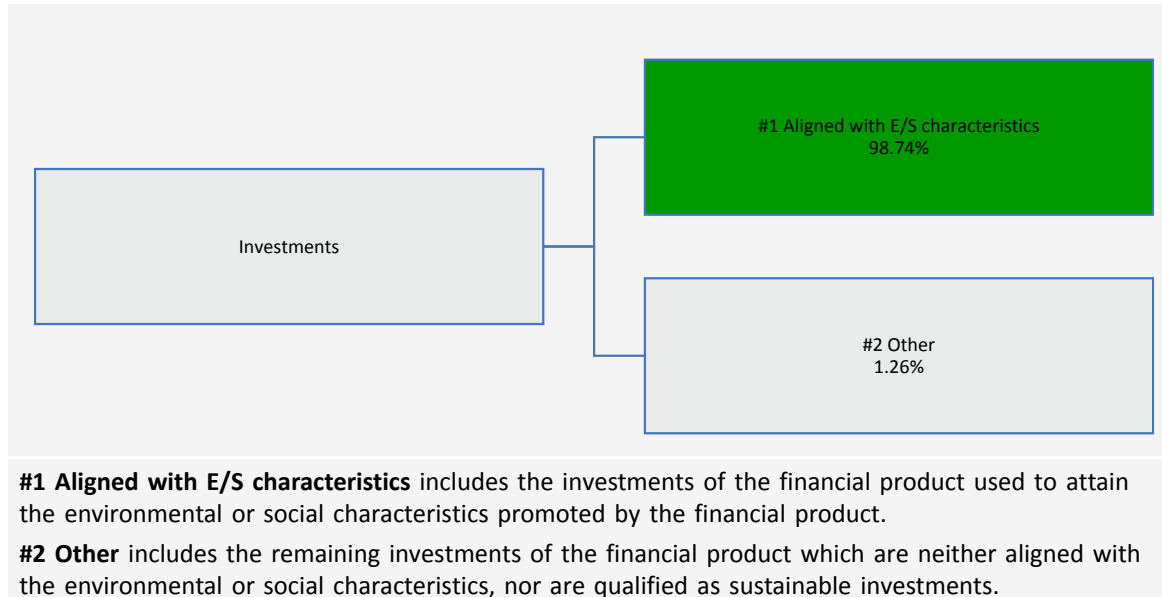 #1 Aligned with E/S characteristics
98.74%
Investments
#2 Other
1.26%
#1 Aligned with E/S characteristics includes the investments of the financial product used to attain
the environmental or social characteristics promoted by the financial product.
#2 Other includes the remaining investments of the financial product which are neither aligned with
the environmental or social characteristics, nor are qualified as sustainable investments.